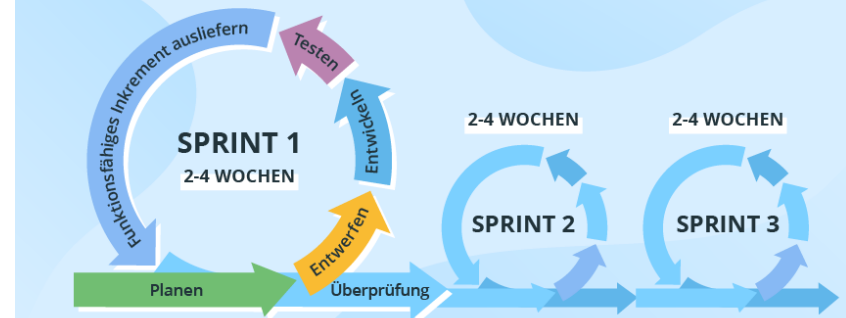 Funktionsfähiges Inkrement ausliefern
Testen
Entwickeln
SPRINT 1
2-4 WOCHEN
Entwerfen
Planen
Überprüfung
2-4 WOCHEN
SPRINT 2
2-4 WOCHEN
SPRINT 3